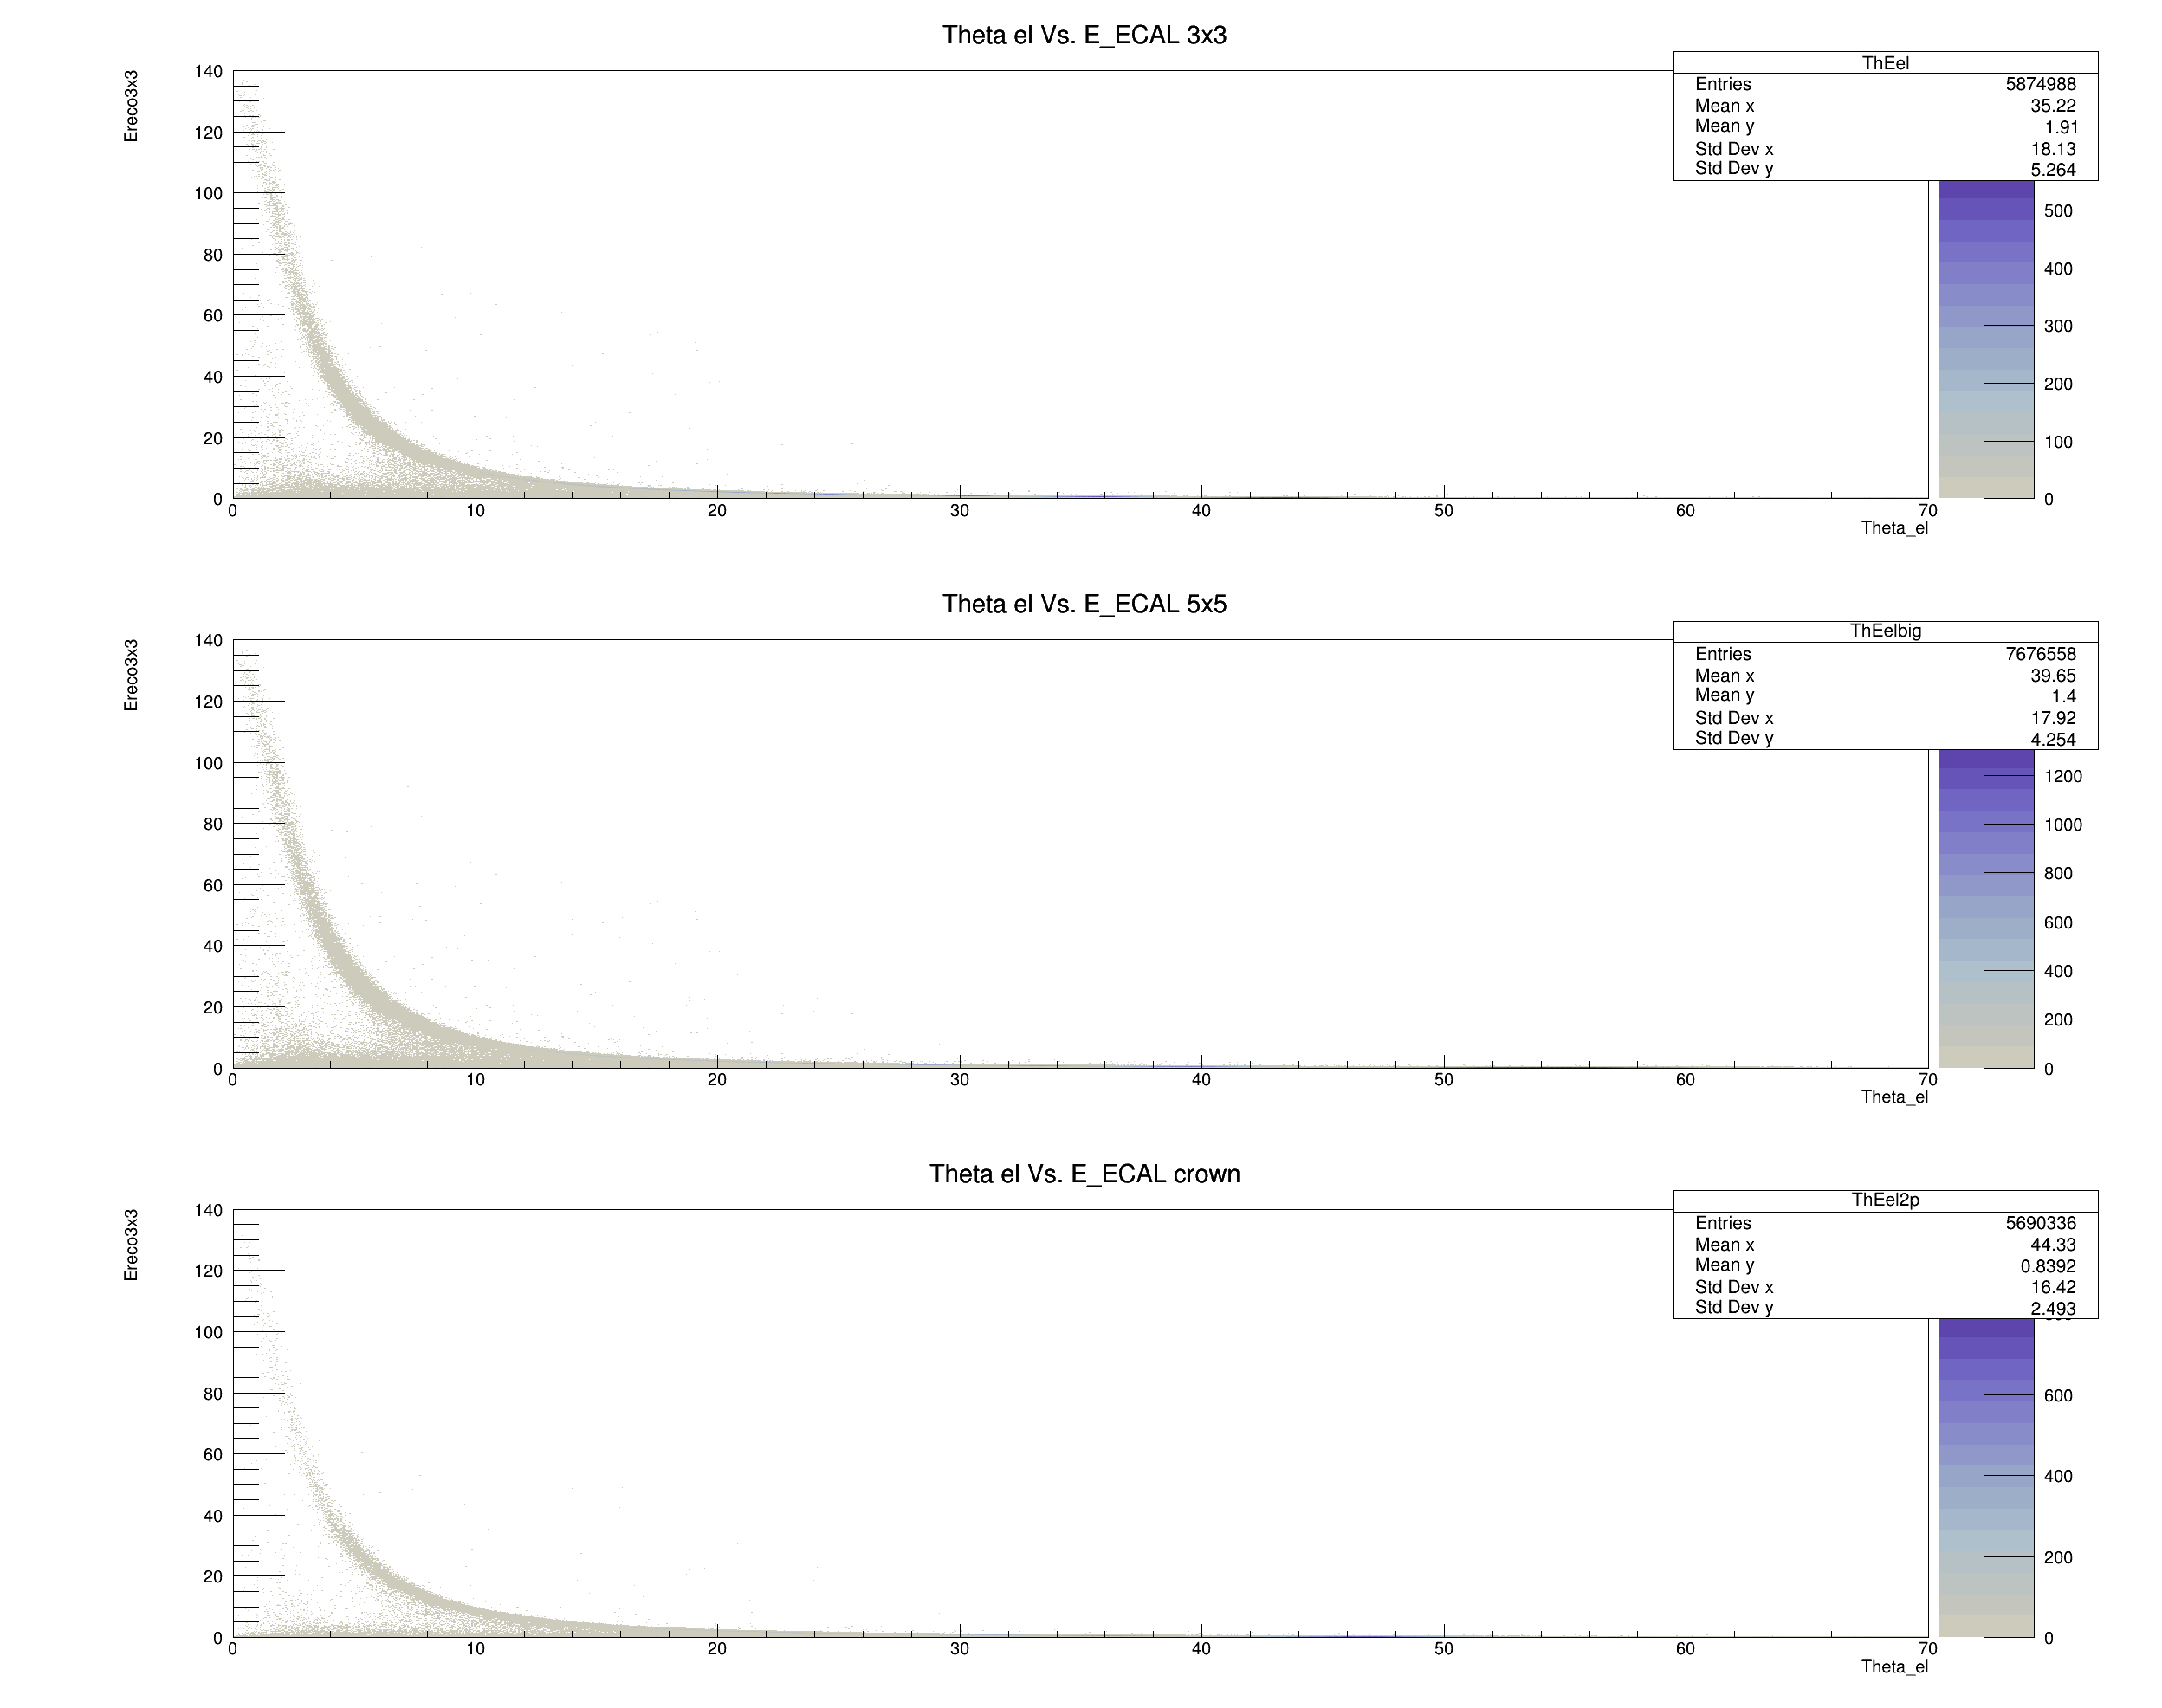 Theta el Vs. E_ECAL 3x3
Ereco3x3
140
120
100
80
60
40
20
0
0 10 20 30 40 50 60 70
Theta_el
ThEel
Entries 5874988
Mean x 35.22
Mean y 1.91
Std Dev x 18.13
Std Dev y 5.264
500
400
300
200
100
0
Theta el Vs. E_ECAL 5x5
Ereco3x3
140
120
100
80
60
40
20
0
0 10 20 30 40 50 60 70
Theta_el
ThEelbig
Entries 7676558
Mean x 39.65
Mean y 1.4
Std Dev x 17.92
Std Dev y 4.254
1200
1000
800
600
400
200
0
Theta el Vs. E_ECAL crown
Ereco3x3
140
120
100
80
60
40
20
0
0 10 20 30 40 50 60 70
Theta_el
ThEel2p
Entries 5690336
Mean x 44.33
Mean y 0.8392
Std Dev x 16.42
Std Dev y 2.493
600
400
200
0